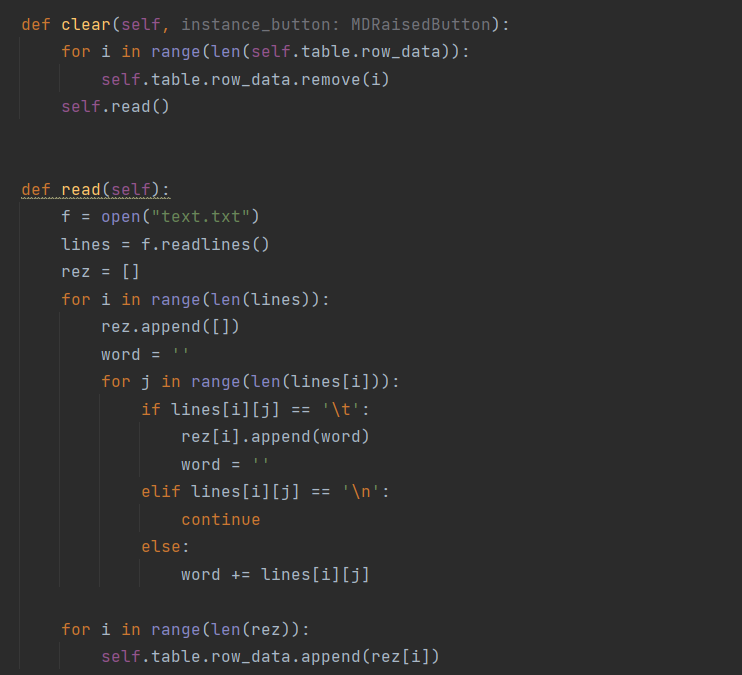 def clear(self, instance_button: MDRaisedButton):
    for i in range(len(self.table.row_data)):
        self.table.row_data.remove(i)
    self.read()
def read(self):
    f = open("text.txt")
    lines = f.readlines()
    rez = []
    for i in range(len(lines)):
        rez.append([])
        word = ''
        for j in range(len(lines[i])):
            if lines[i][j] == '\t':
                rez[i].append(word)
                word = ''
            elif lines[i][j] == '\n':
                continue
            else:
                word += lines[i][j]
    for i in range(len(rez)):
        self.table.row_data.append(rez[i])